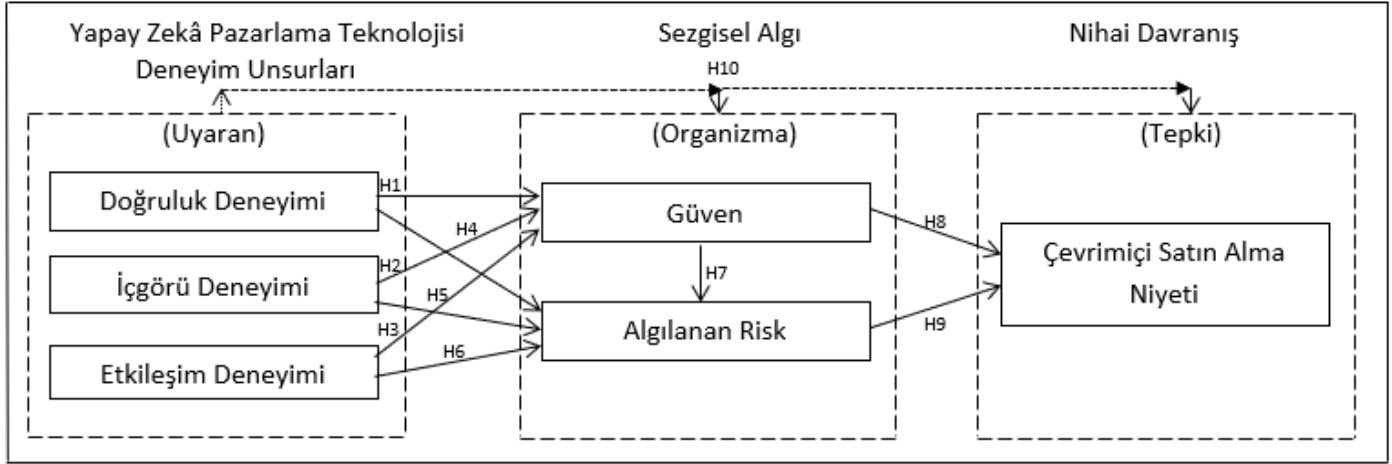 Yapay Zekâ Pazarlama Teknolojisi
Deneyim Unsurları
Sezgisel Algı
Nihai Davranış
H10
(Uyaran)
(Organizma)
(Tepki)
Doğruluk Deneyimi
İçgörü Deneyimi
Etkileşim Deneyimi
H1
H4
H2
H5
H3
H6
Güven
H7
Algılanan Risk
H8
H9
Çevrimiçi Satın Alma
Niyeti